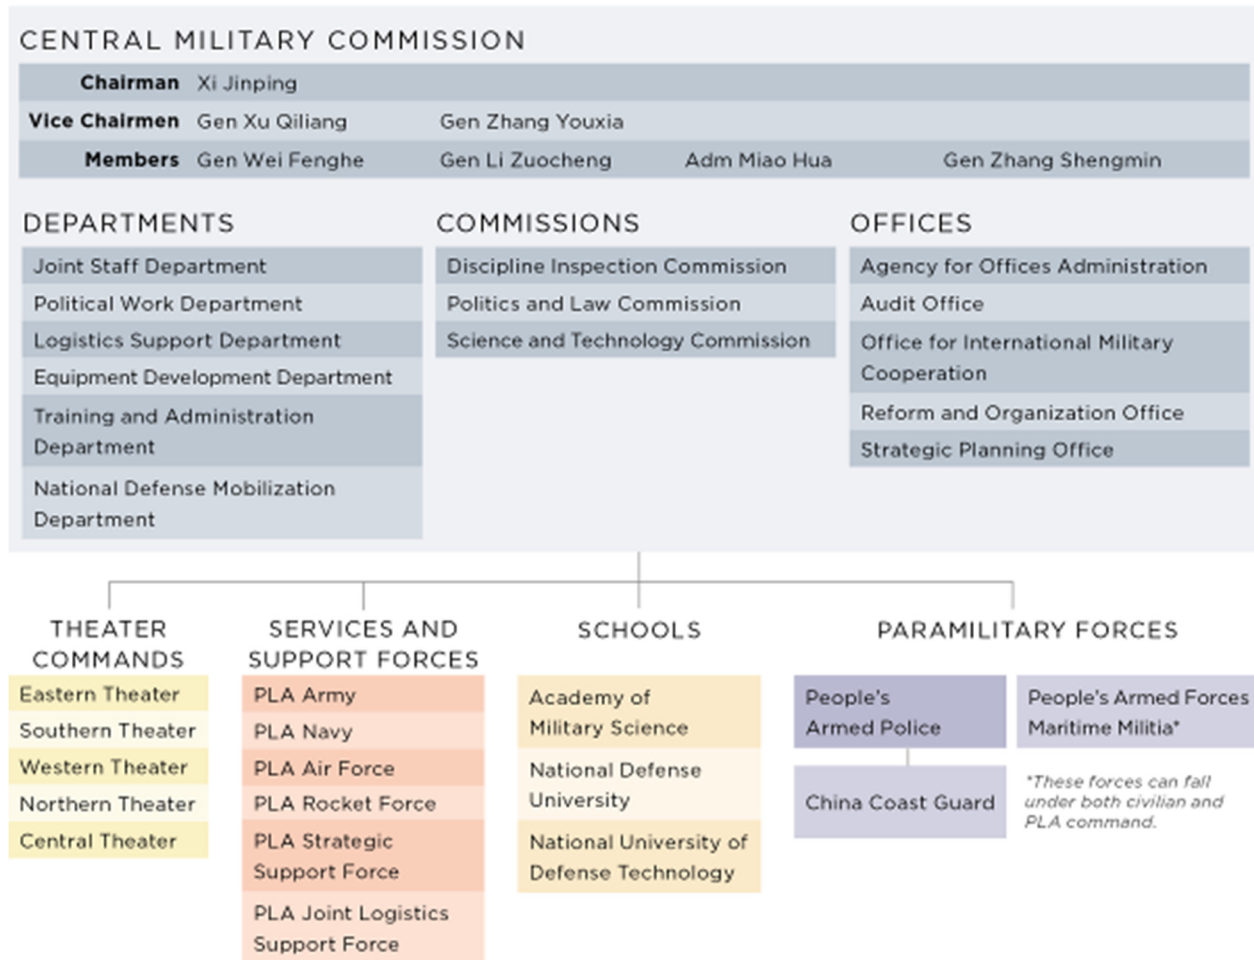 CENTRAL MILITARY COMMISSION
Chairman Xi Jinping
Vice Chairmen Gen Xu Qiliang Gen Zhang Youxia
Members Gen Wei Fenghe Gen Li Zuocheng Adm Miao Hua Gen Zhang Shengmin
DEPARTMENTS
Joint Staff Department
Political Work Department
Logistics Support Department
Equipment Development Department
Training and Administration
Department
National Defense Mobilization
Department
COMMISSIONS
Discipline Inspection Commission
Politics and Law Commission
Science and Technology Commission
OFFICES
Agency for Offices Administration
Audit Office
Office for International Military
Cooperation
Reform and Organization Office
Strategic Planning Office
THEATER
COMMANDS
Eastern Theater
Southern Theater
Western Theater
Northern Theater
Central Theater
SERVICES AND
SUPPORT FORCES
PLA Army
PLA Navy
PLA Air Force
PLA Rocket Force
PLA Strategic
Support Force
PLA Joint Logistics
Support Force
SCHOOLS
Academy of
Military Science
National Defense
University
National University of
Defense Technology
PARAMILITARY FORCES
People's
Armed Police
China Coast Guard
People's Armed Forces
Maritime Militia*
*These forces can fall
under both civilian and
PLA command.